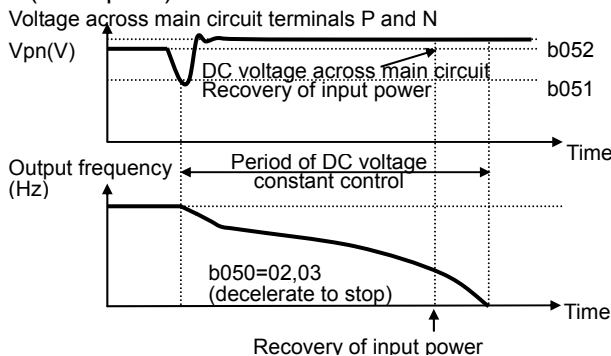 Voltage across main circuit terminals P and N
Vpn(V)
b052
DC voltage across main circuit
Recovery of input power
b051
Time
Output frequency
(Hz)
Period of DC voltage
constant control
b050=02,03
(decelerate to stop)
Time
Recovery of input power